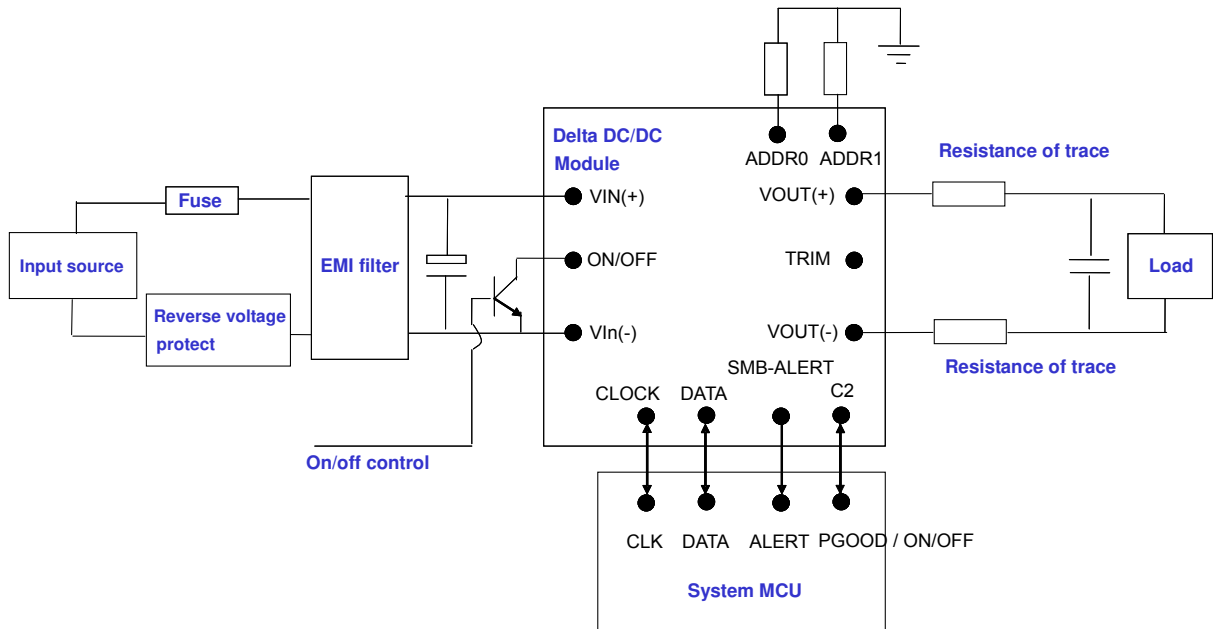 Delta DC/DC
Module
ADDR0 ADDR1
Resistance of trace
Fuse
VIN(+)
VOUT(+)
Input source
EMI filter
ON/OFF
TRIM
Load
Reverse voltage
protect
VIn(-)
VOUT(-)
Resistance of trace
SMB-ALERT
CLOCK DATA C2
On/off control
CLK DATA ALERT PGOOD / ON/OFF
System MCU